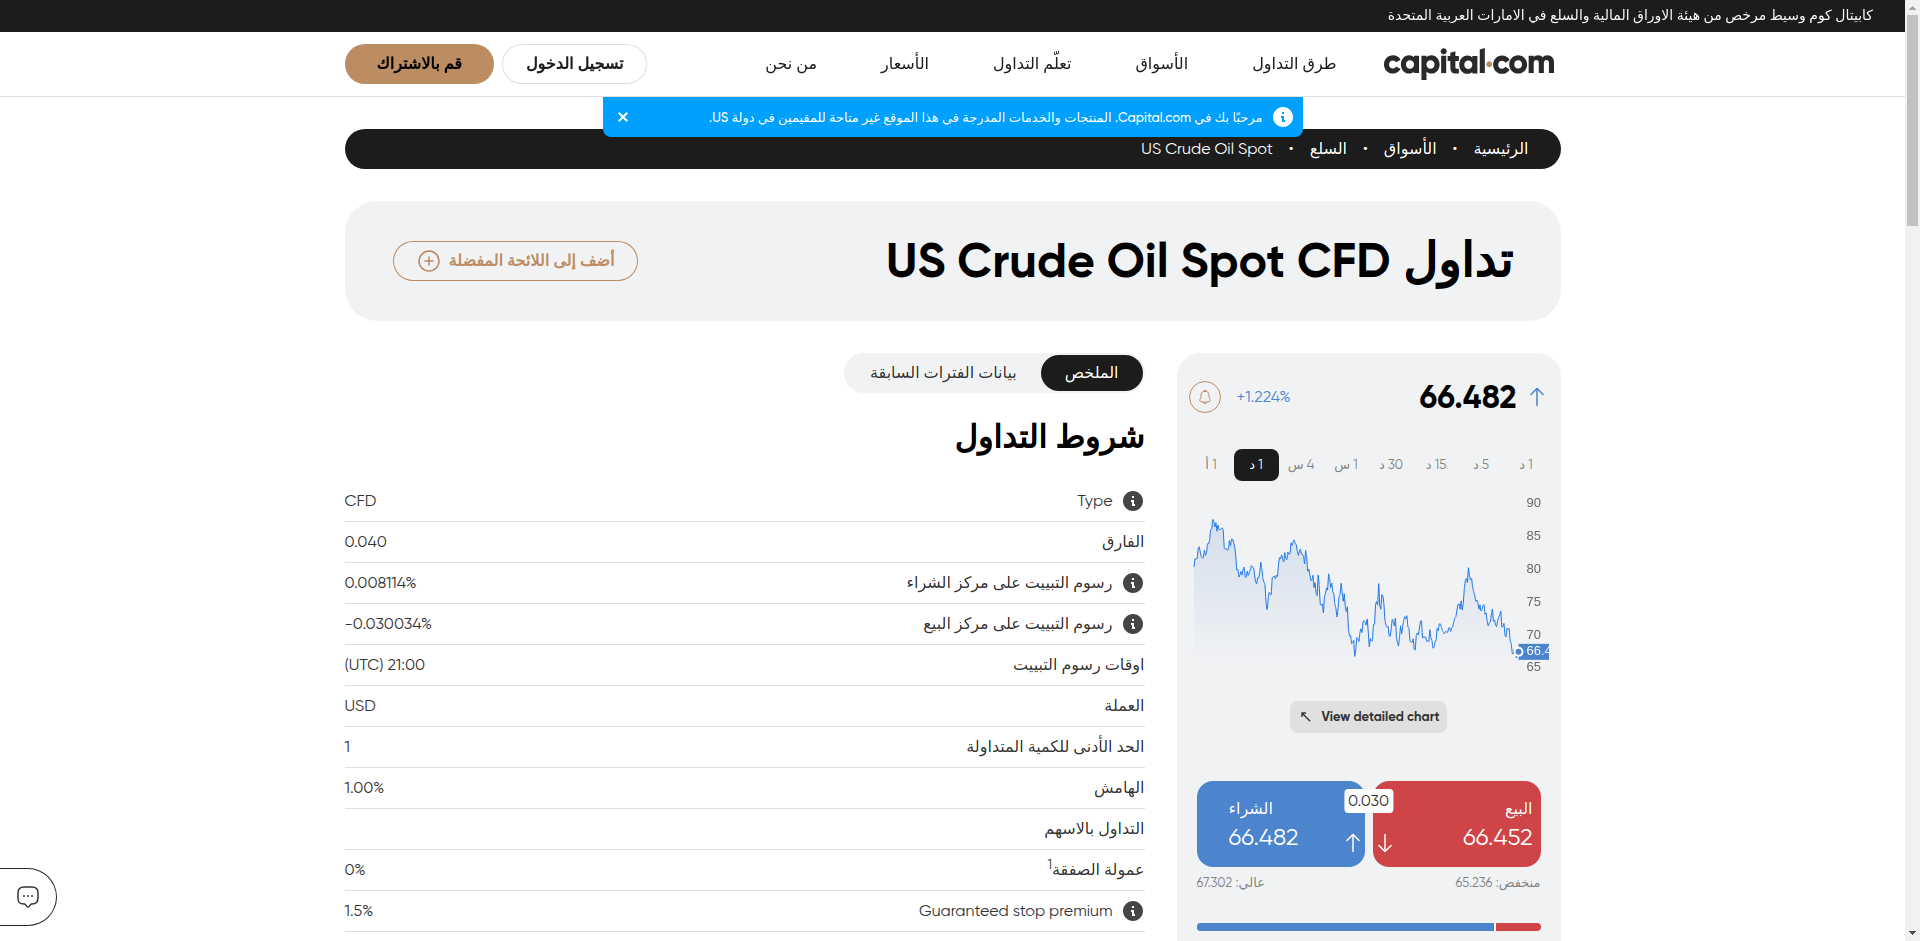 كابيتال كوم وسيط مرخص من هيئة الاوراق المالية والسلع في الامارات العربية المتحدة
capital.com
طرق التداول
الأسواق
تعلّم التداول
الأسعار
من نحن
تسجيل الدخول
قم بالاشتراك
مرحبًا بك في Capital.com. المنتجات والخدمات المدرجة في هذا الموقع غير متاحة للمقيمين في دولة US.
الرئيسية • الأسواق • السلع • US Crude Oil Spot
تداول US Crude Oil Spot CFD
أضف إلى اللائحة المفضلة
66.482
+1.224%
1 د
5 د
15 د
30 د
1 س
4 س
1 د
1 أ
90
85
80
75
70
66.4
65
View detailed chart
البيع
66.452
0.030
الشراء
66.482
منخفض: 65.236
عالي: 67.302
الملخص
بيانات الفترات السابقة
شروط التداول
Type
CFD
الفارق
0.040
رسوم التبييت على مركز الشراء
0.008114%
رسوم التبييت على مركز البيع
-0.030034%
اوقات رسوم التبييت
21:00 (UTC)
العملة
USD
الحد الأدنى للكمية المتداولة
1
الهامش
1.00%
التداول بالاسهم
عمولة الصفقة1
0%
Guaranteed stop premium
1.5%